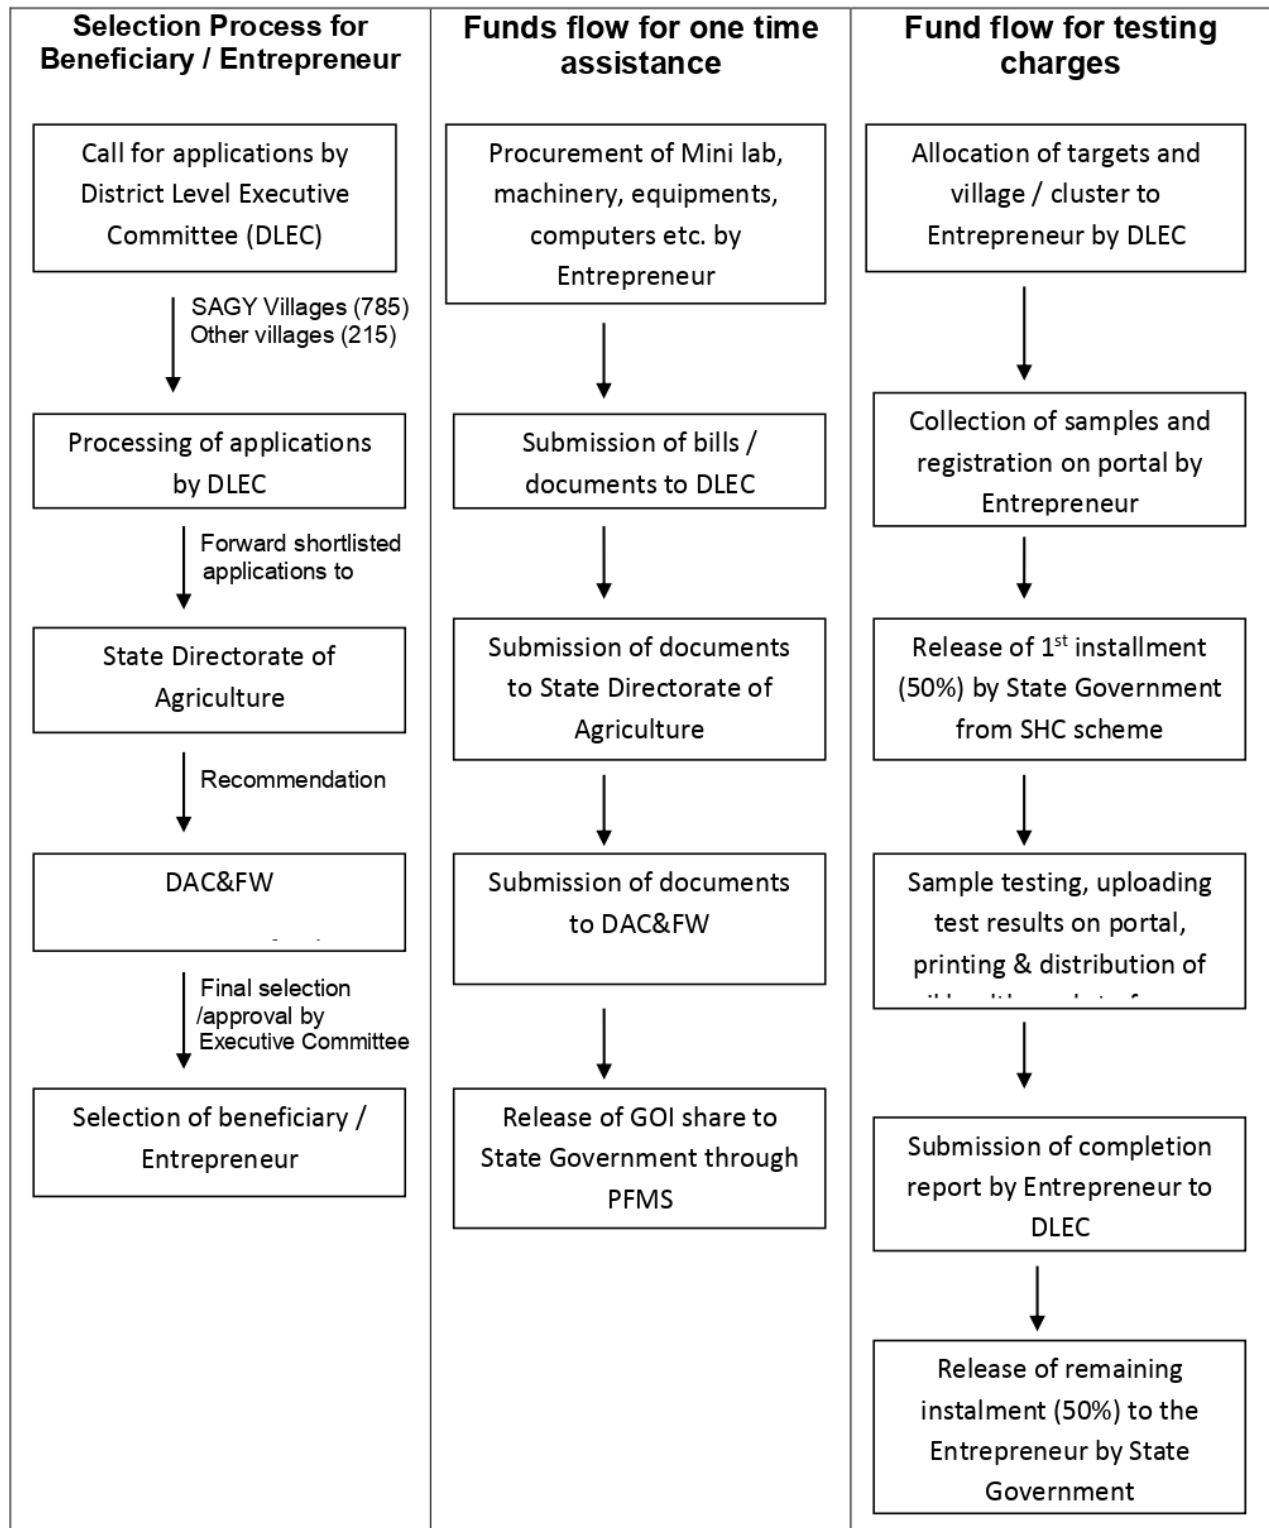 Selection Process for
Beneficiary / Entrepreneur
Call for applications by
District Level Executive
Committee (DLEC)
SAGY Villages (785)
Other villages (215)
Processing of applications
by DLEC
Forward shortlisted
applications to
State Directorate of
Agriculture
Recommendation
DAC&FW
Final selection
/approval by
Executive Committee
Selection of beneficiary /
Entrepreneur
Funds flow for one time
assistance
Procurement of Mini lab,
machinery, equipments,
computers etc. by
Entrepreneur
Submission of bills /
documents to DLEC
Submission of documents
to State Directorate of
Agriculture
Submission of documents
to DAC&FW
Release of GOI share to
State Government through
PFMS
Fund flow for testing
charges
Allocation of targets and
village / cluster to
Entrepreneur by DLEC
Collection of samples and
registration on portal by
Entrepreneur
Release of 1st installment
(50%) by State Government
from SHC scheme
Sample testing, uploading
test results on portal,
printing & distribution of
Submission of completion
report by Entrepreneur to
DLEC
Release of remaining
instalment (50%) to the
Entrepreneur by State
Government